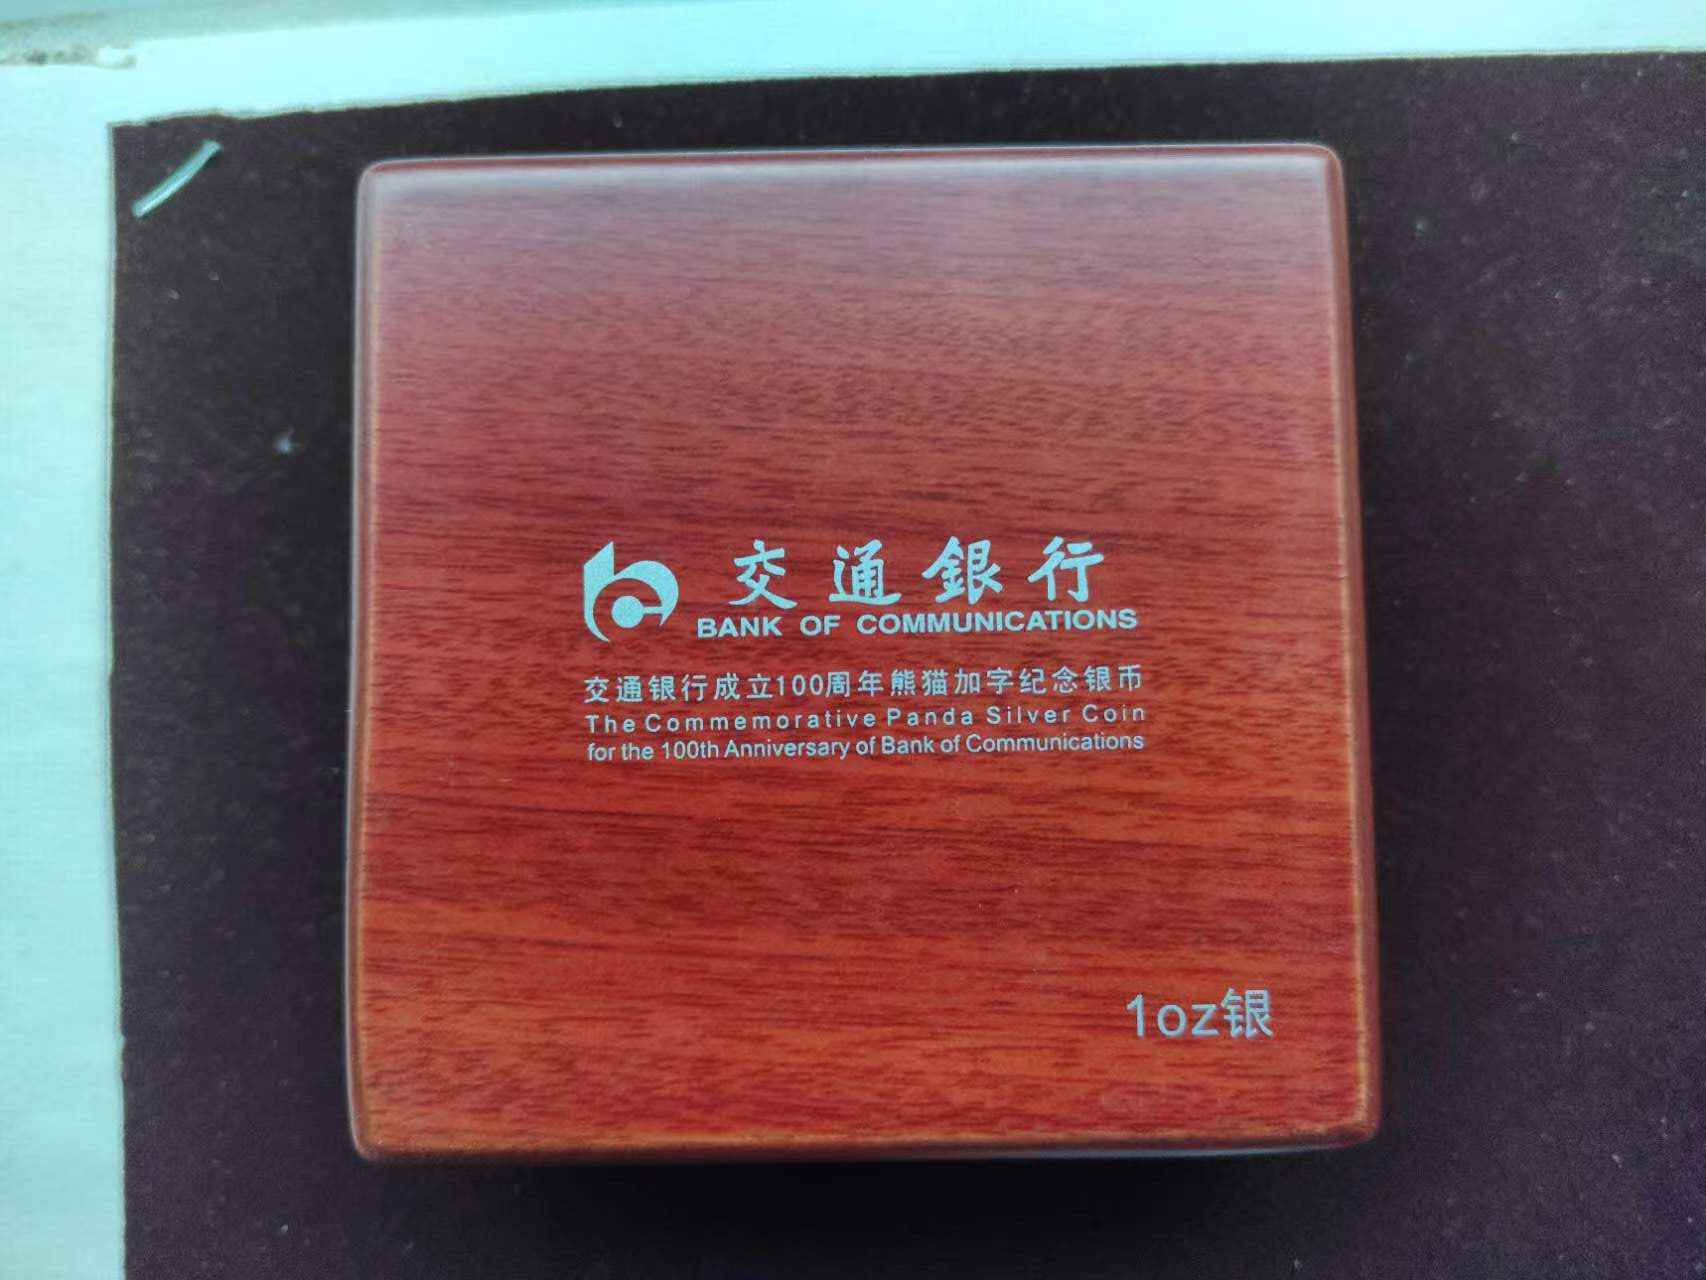 交通銀行
BANK OF COMMUNICATIONS
交通银行成立100周年熊猫加字纪念银币
The Commemorative Panda Silver Coin
for the 100th Anniversary of Bank of Communications
1oz银